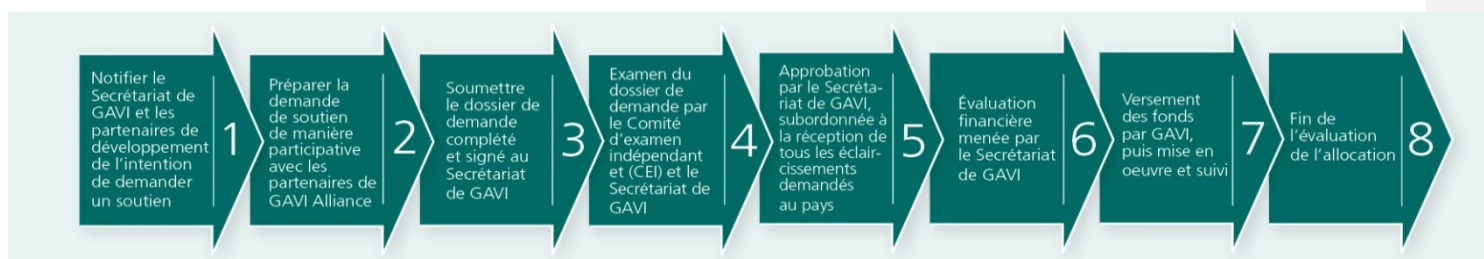 Notifier le
Secrétariat de
GAVI et les
partenaires de
développement
de l'intention
de demander
un soutien
1
Préparer la
demande
de soutien
de manière
participative
avec les
partenaires de
GAVI Alliance
2
Soumettre
le dossier de
demande
complété
et signé au
Secrétariat
de GAVI
3
Examen du
dossier de
demande par
le Comité
d'examen
indépendant
et (CEI) et le
Secrétariat de
GAVI
4
Approbation
par le Secréta-
riat de GAVI,
subordonnée à
la réception de
tous les éclair-
cissements
demandés
au pays
5
Évaluation
financière
menée par
le Secrétariat
de GAVI
6
Versement
des fonds
par GAVI,
puis mise en
oeuvre et suivi
7
Fin de
l'évaluation
de l'allocation
8